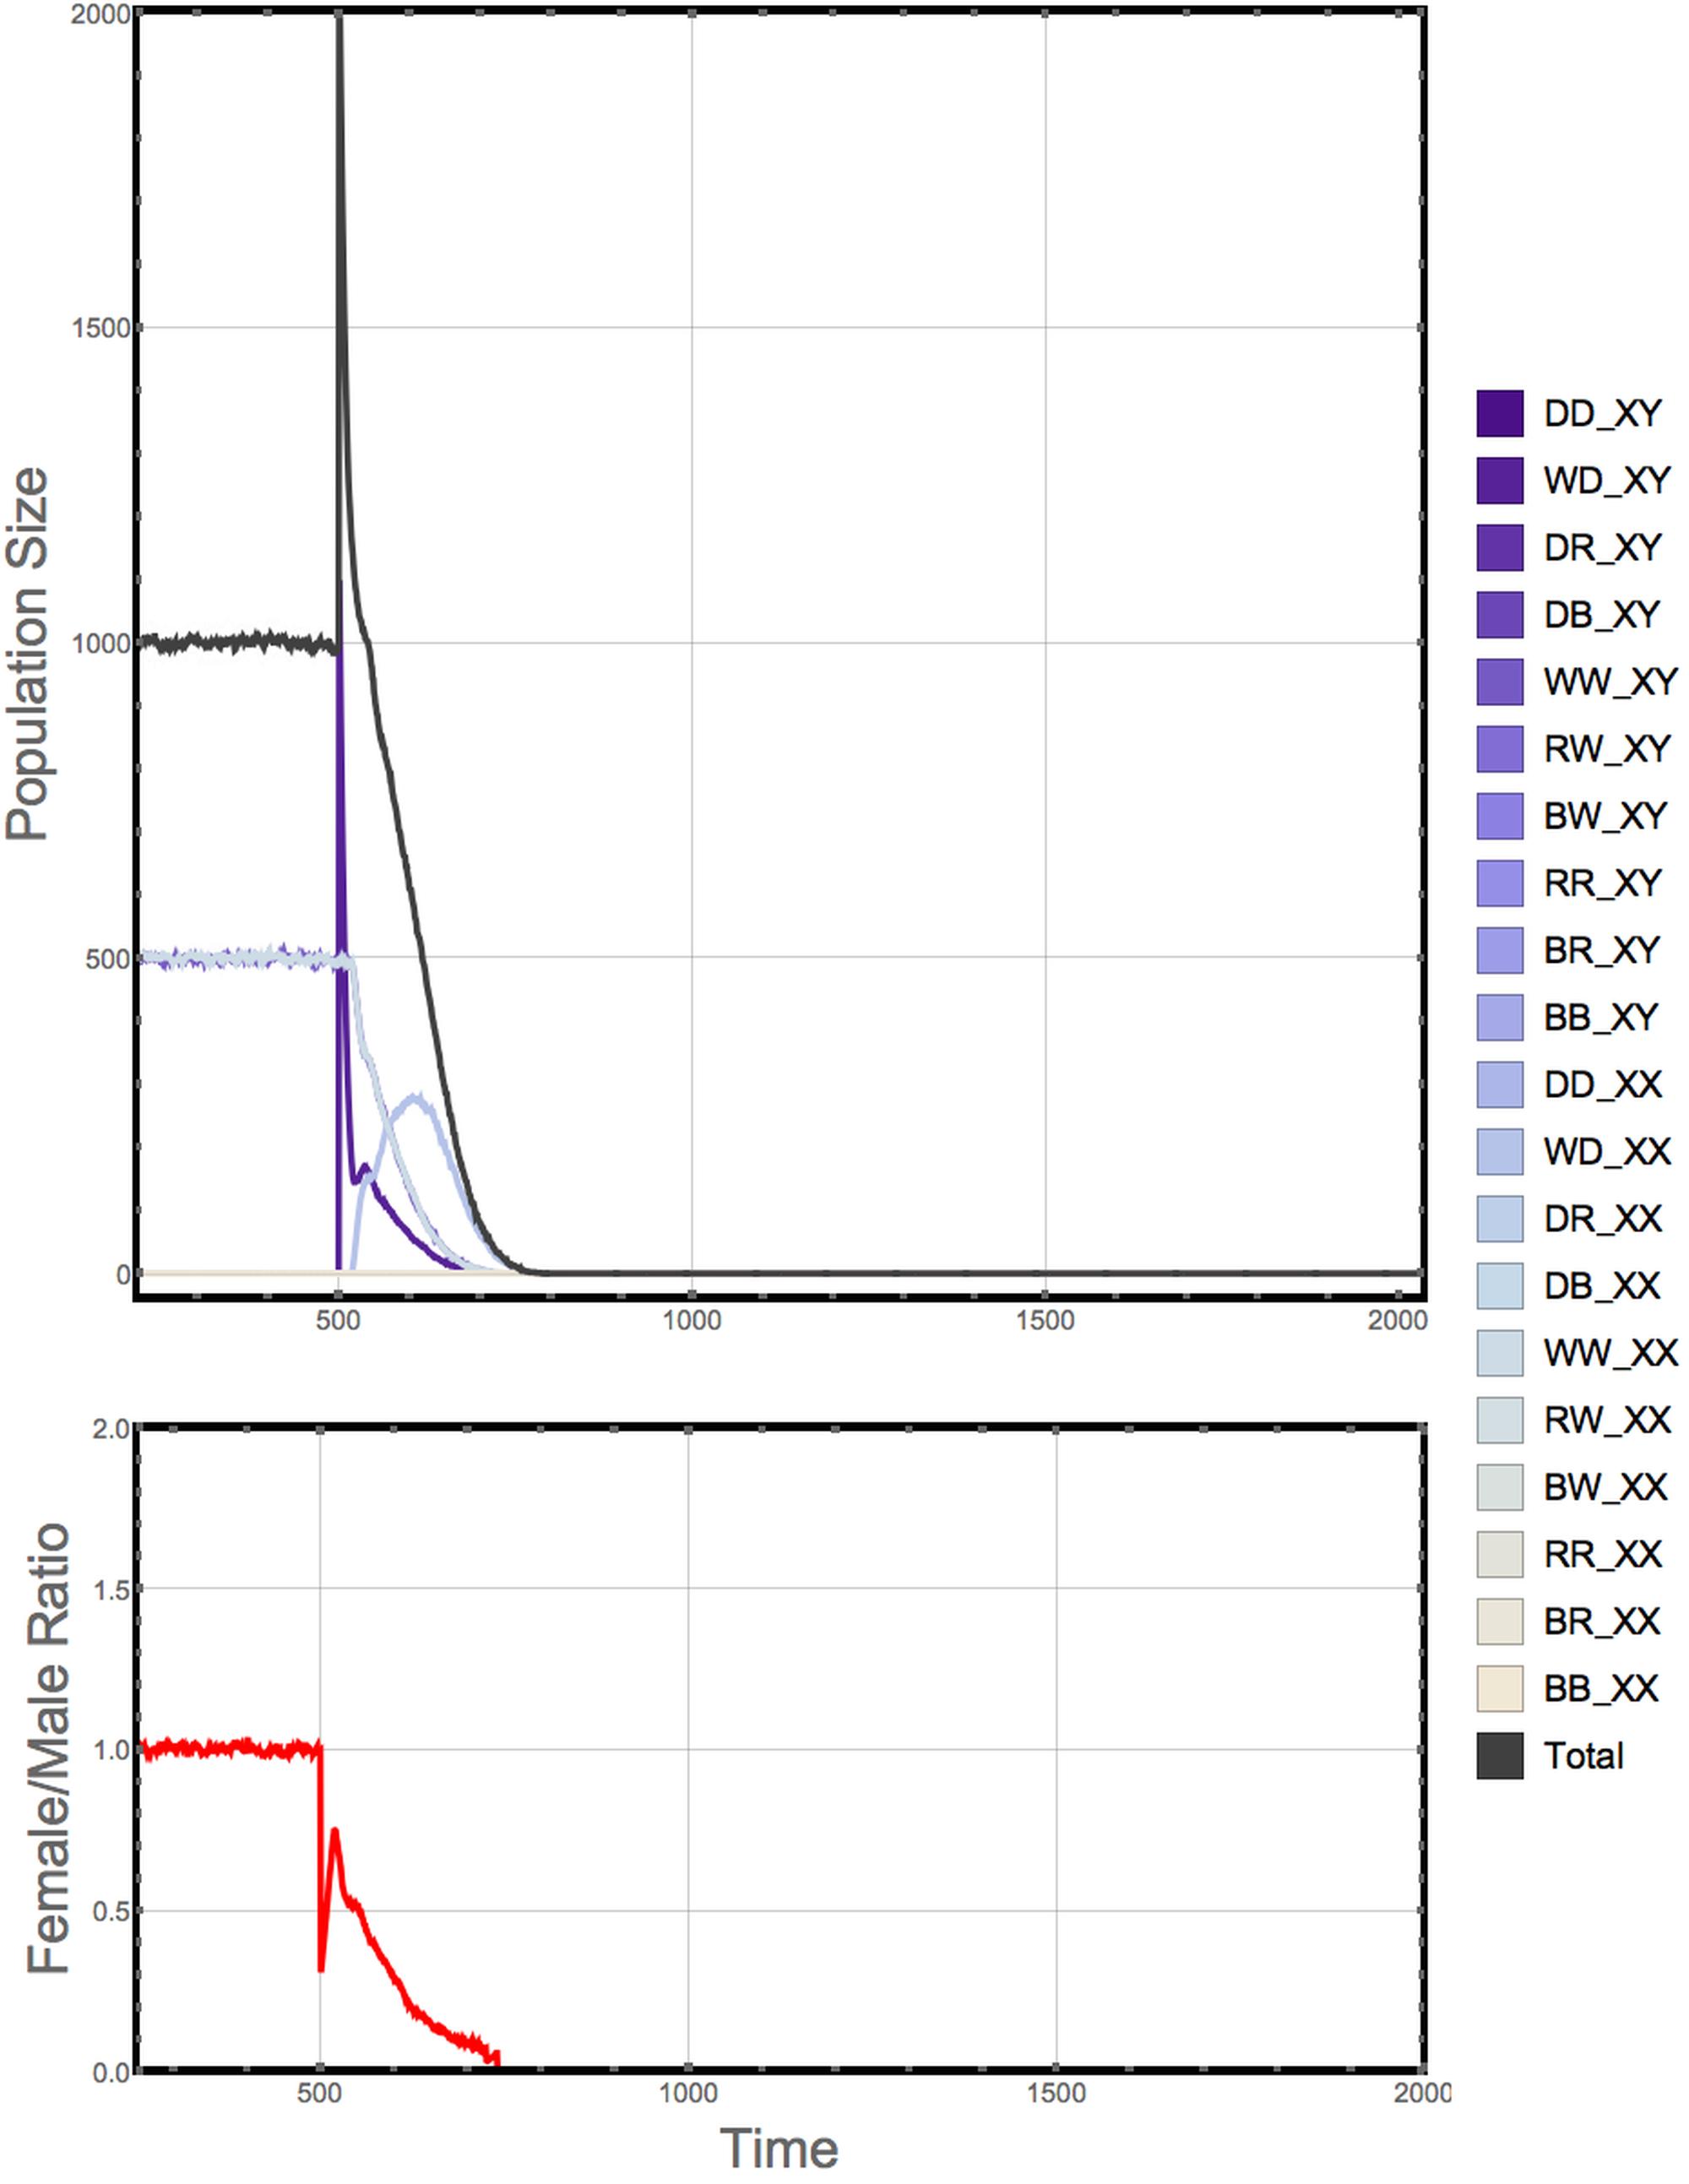 2000
1500
1000
500
0
Population Size
500
1000
1500
2000
2.0
1.5
1.0
0.5
0.0
Female/Male Ratio
500
1000
1500
2000
Time
DD_XY
WD_XY
DR_XY
DB_XY
WW_XY
RW_XY
BW_XY
RR_XY
BR_XY
BB_XY
DD_XX
WD_XX
DR_XX
DB_XX
WW_XX
RW_XX
BW_XX
RR_XX
BR_XX
BB_XX
Total